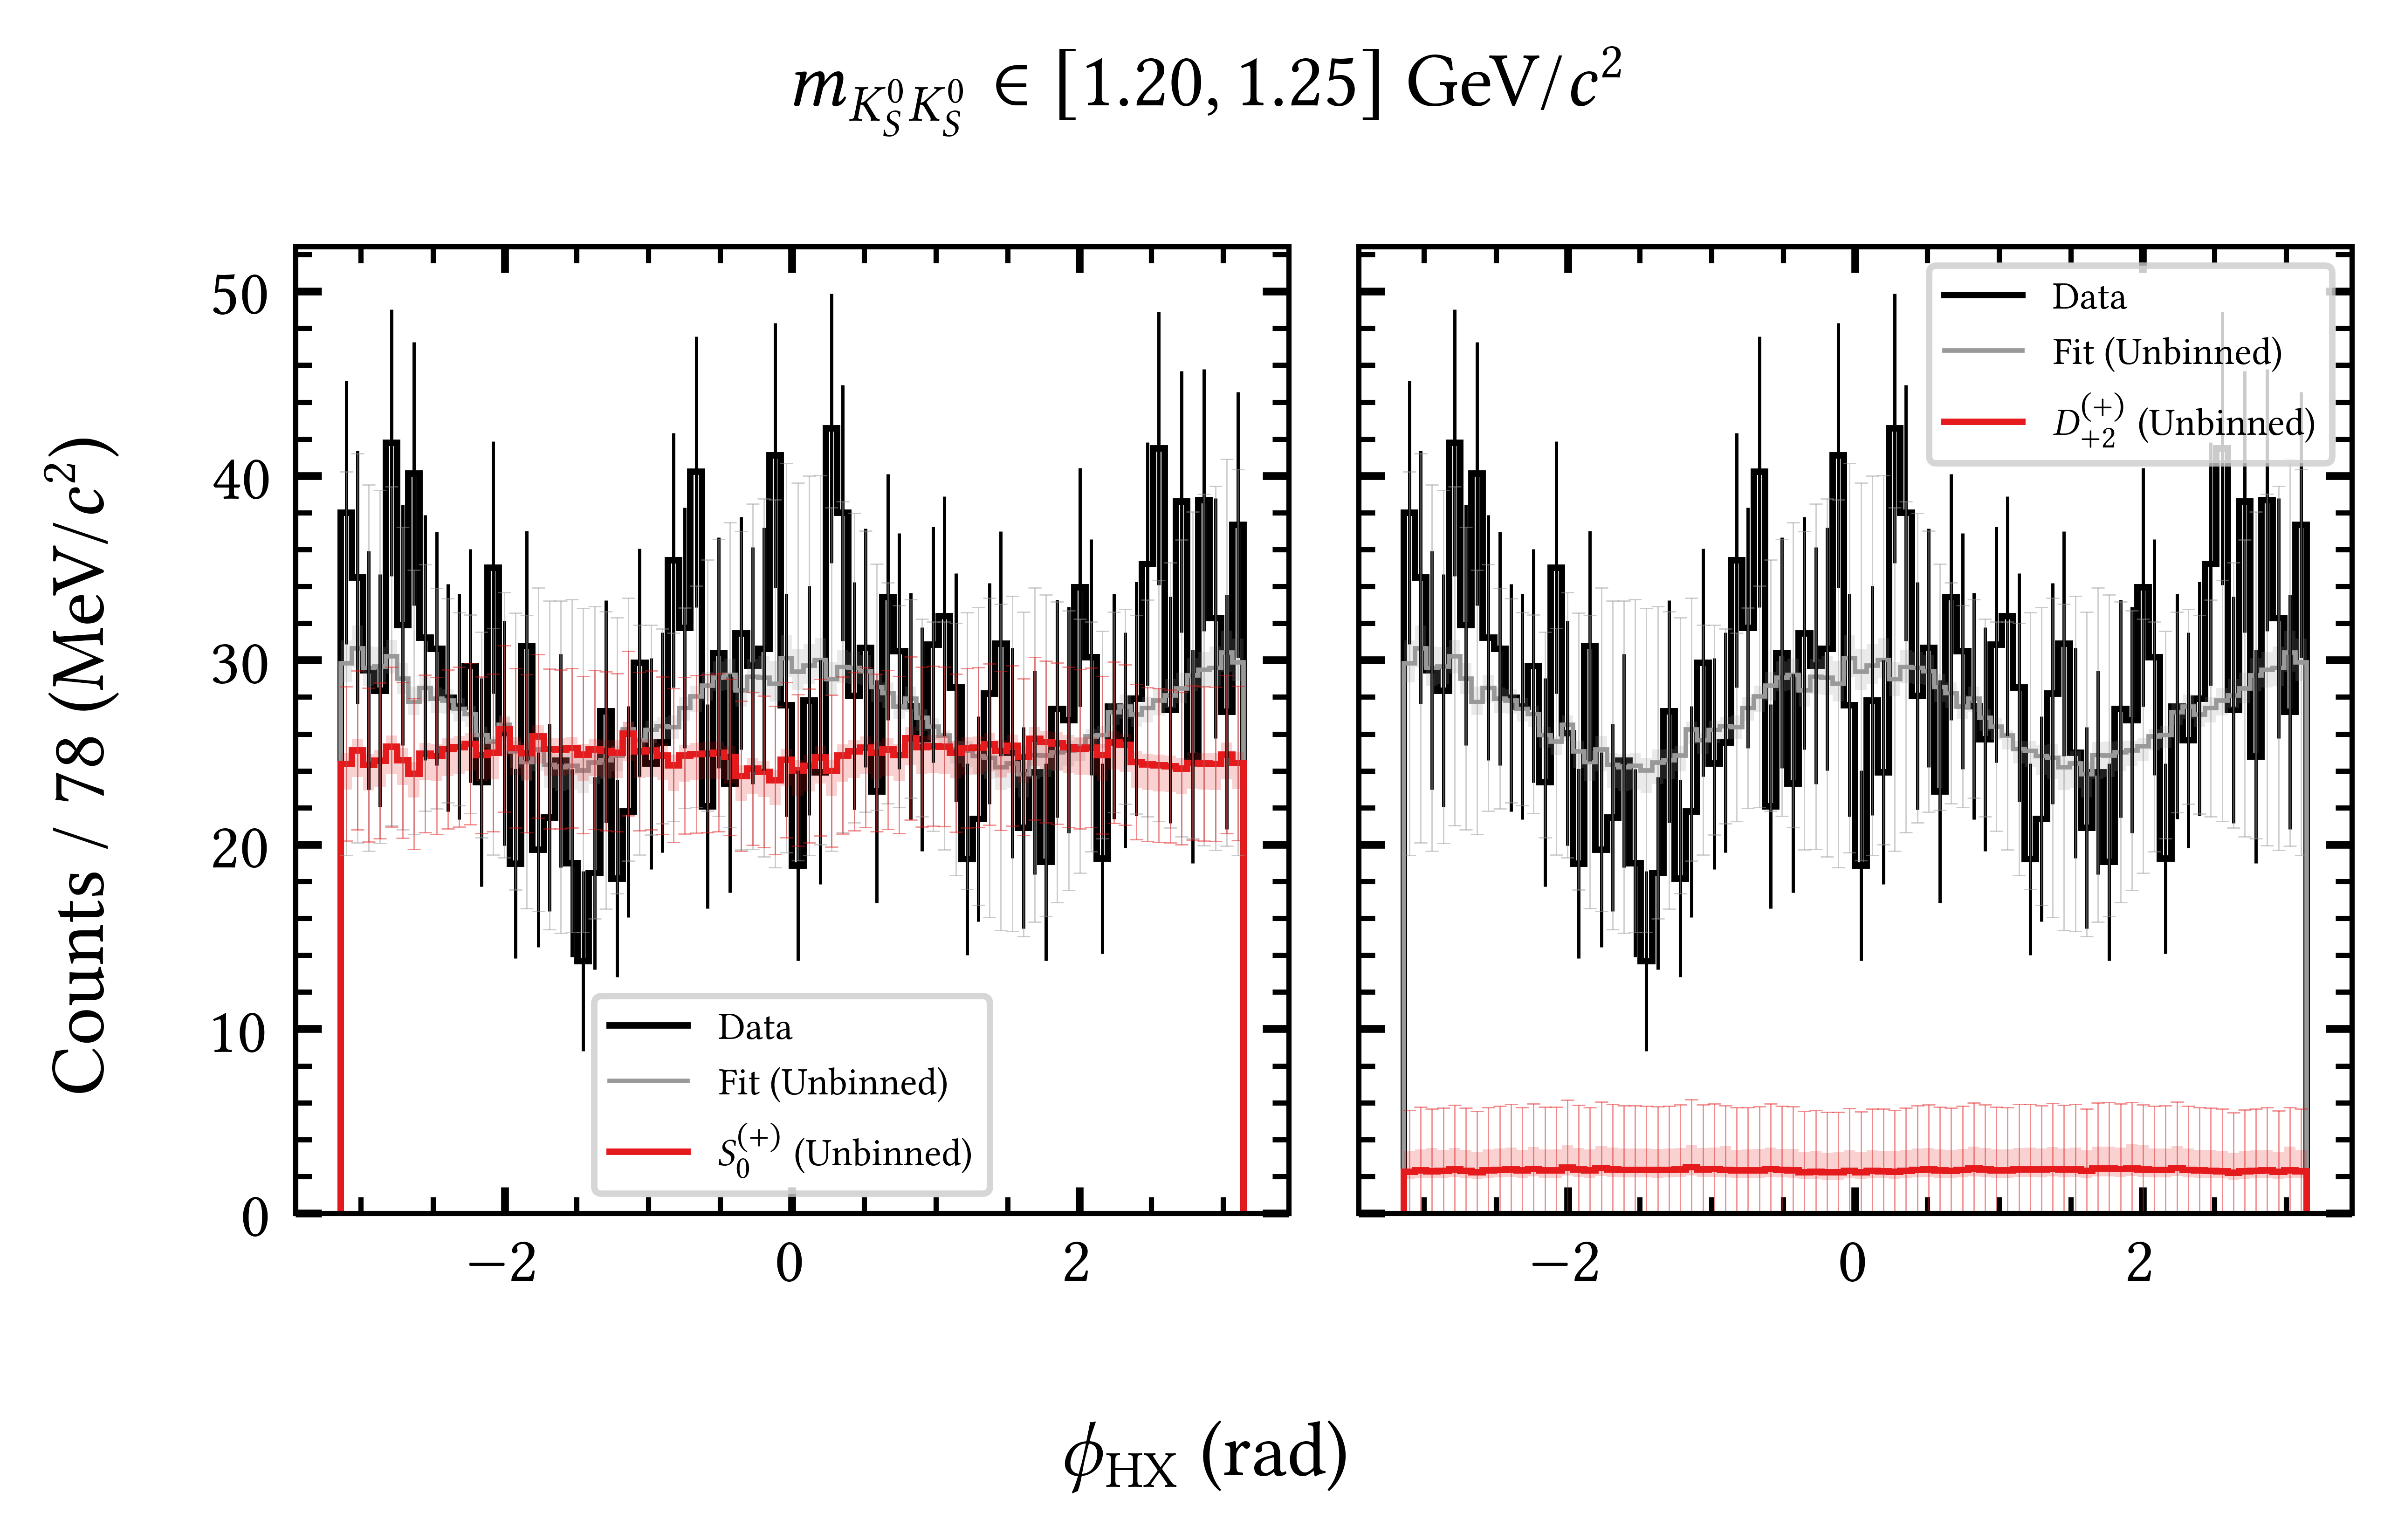 m_{K_S^0 K_S^0} ∈ [1.20, 1.25] GeV/c²
Counts / 78 (MeV/c²)
50
40
30
20
10
0
Data
Fit (Unbinned)
S_0^{(+)} (Unbinned)
−2
0
2
Data
Fit (Unbinned)
D_{+2}^{(+)} (Unbinned)
−2
0
2
ϕ_HX (rad)